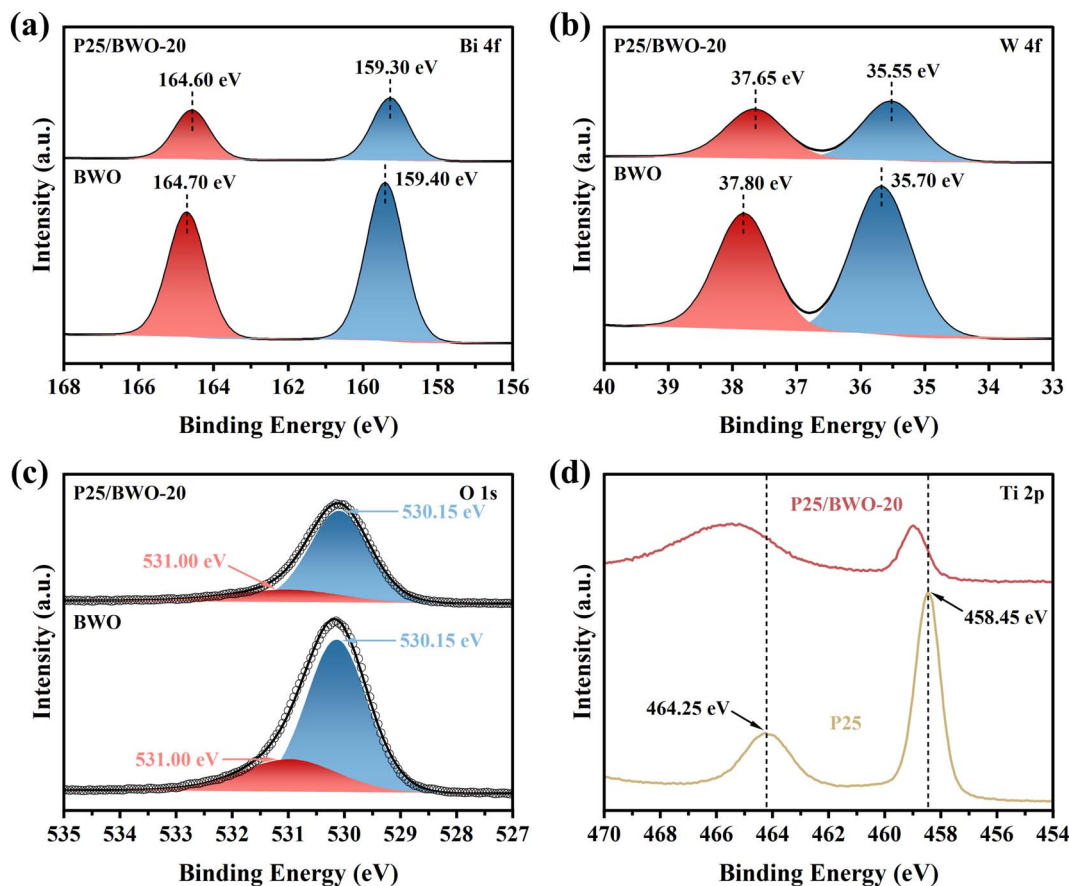 (a)
P25/BWO-20
Bi 4f
164.60 eV
159.30 eV
BWO
164.70 eV
159.40 eV
Intensity (a.u.)
168 166 164 162 160 158 156
Binding Energy (eV)
(b)
P25/BWO-20
W 4f
37.65 eV
35.55 eV
BWO
37.80 eV
35.70 eV
Intensity (a.u.)
40 39 38 37 36 35 34 33
Binding Energy (eV)
(c)
P25/BWO-20
O 1s
530.15 eV
531.00 eV
BWO
530.15 eV
531.00 eV
Intensity (a.u.)
535 534 533 532 531 530 529 528 527
Binding Energy (eV)
(d)
Ti 2p
P25/BWO-20
458.45 eV
464.25 eV
P25
Intensity (a.u.)
470 468 466 464 462 460 458 456 454
Binding Energy (eV)